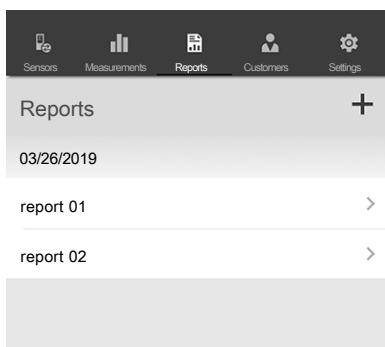 Sensors Measurements Reports Customers Settings
Reports
03/26/2019
report 01
report 02